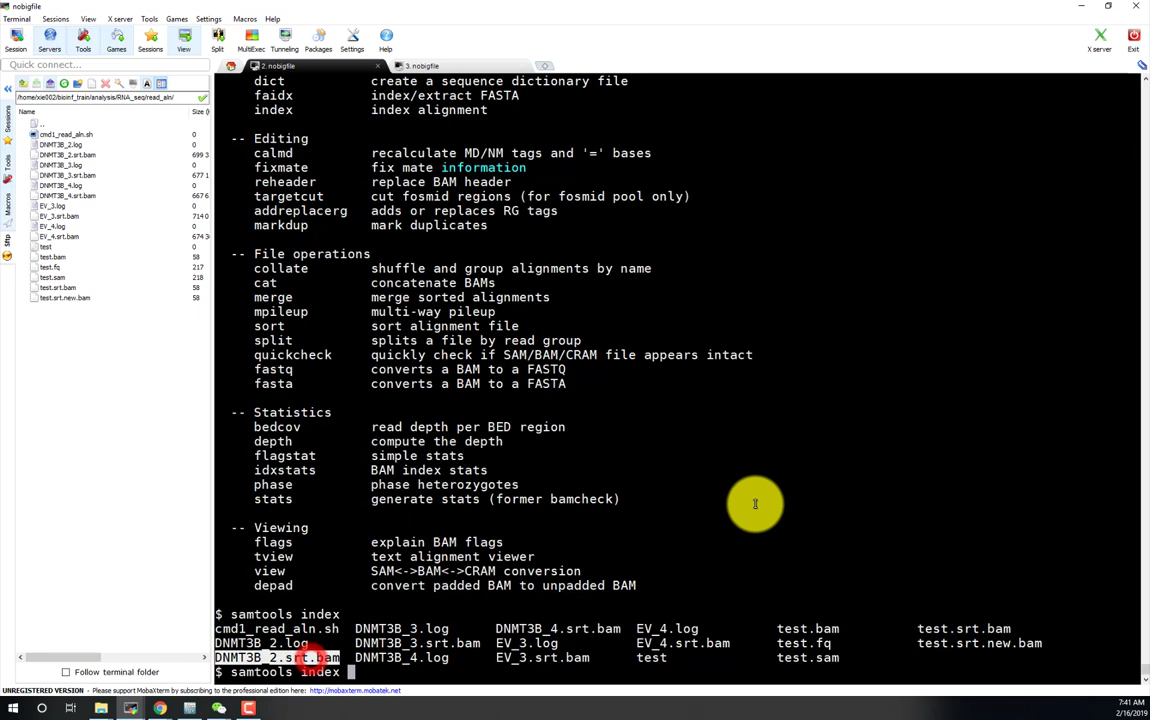 nobigfile
Terminal Sessions View X server Tools Games Settings Macros Help
Session Servers Tools Games Sessions View Split MultiExec Tunneling Packages Settings Help X server Exit
Quick connect...
2. nobigfile
3. nobigfile
/home/xie002/bioinf_train/analysis/RNA_seq/read_aln/
Name Size (
..
cmd1_read_aln.sh 0
DNMT3B_2.log 0
DNMT3B_2.srt.bam 699 3
DNMT3B_3.log 0
DNMT3B_3.srt.bam 677 1
DNMT3B_4.log 0
DNMT3B_4.srt.bam 667 6
EV_3.log 0
EV_3.srt.bam 714 0
EV_4.log 0
EV_4.srt.bam 674 3
test 0
test.bam 58
test.fq 217
test.sam 218
test.srt.bam 58
test.srt.new.bam 58
Sessions
Tools
Macros
Sftp
dict create a sequence dictionary file
faidx index/extract FASTA
index index alignment
-- Editing
calmd recalculate MD/NM tags and '=' bases
fixmate fix mate information
reheader replace BAM header
targetcut cut fosmid regions (for fosmid pool only)
addreplacerg adds or replaces RG tags
markdup mark duplicates
-- File operations
collate shuffle and group alignments by name
cat concatenate BAMs
merge merge sorted alignments
mpileup multi-way pileup
sort sort alignment file
split splits a file by read group
quickcheck quickly check if SAM/BAM/CRAM file appears intact
fastq converts a BAM to a FASTQ
fasta converts a BAM to a FASTA
-- Statistics
bedcov read depth per BED region
depth compute the depth
flagstat simple stats
idxstats BAM index stats
phase phase heterozygotes
stats generate stats (former bamcheck)
-- Viewing
flags explain BAM flags
tview text alignment viewer
view SAM<->BAM<->CRAM conversion
depad convert padded BAM to unpadded BAM
$ samtools index
cmd1_read_aln.sh DNMT3B_3.log DNMT3B_4.srt.bam EV_4.log test.bam test.srt.bam
DNMT3B_2.log DNMT3B_3.srt.bam EV_3.log EV_4.srt.bam test.fq test.srt.new.bam
DNMT3B_2.srt.bam DNMT3B_4.log EV_3.srt.bam test test.sam
$ samtools index
Follow terminal folder
UNREGISTERED VERSION - Please support MobaXterm by subscribing to the professional edition here: http://mobaxterm.mobatek.net
7:41 AM
2/16/2019